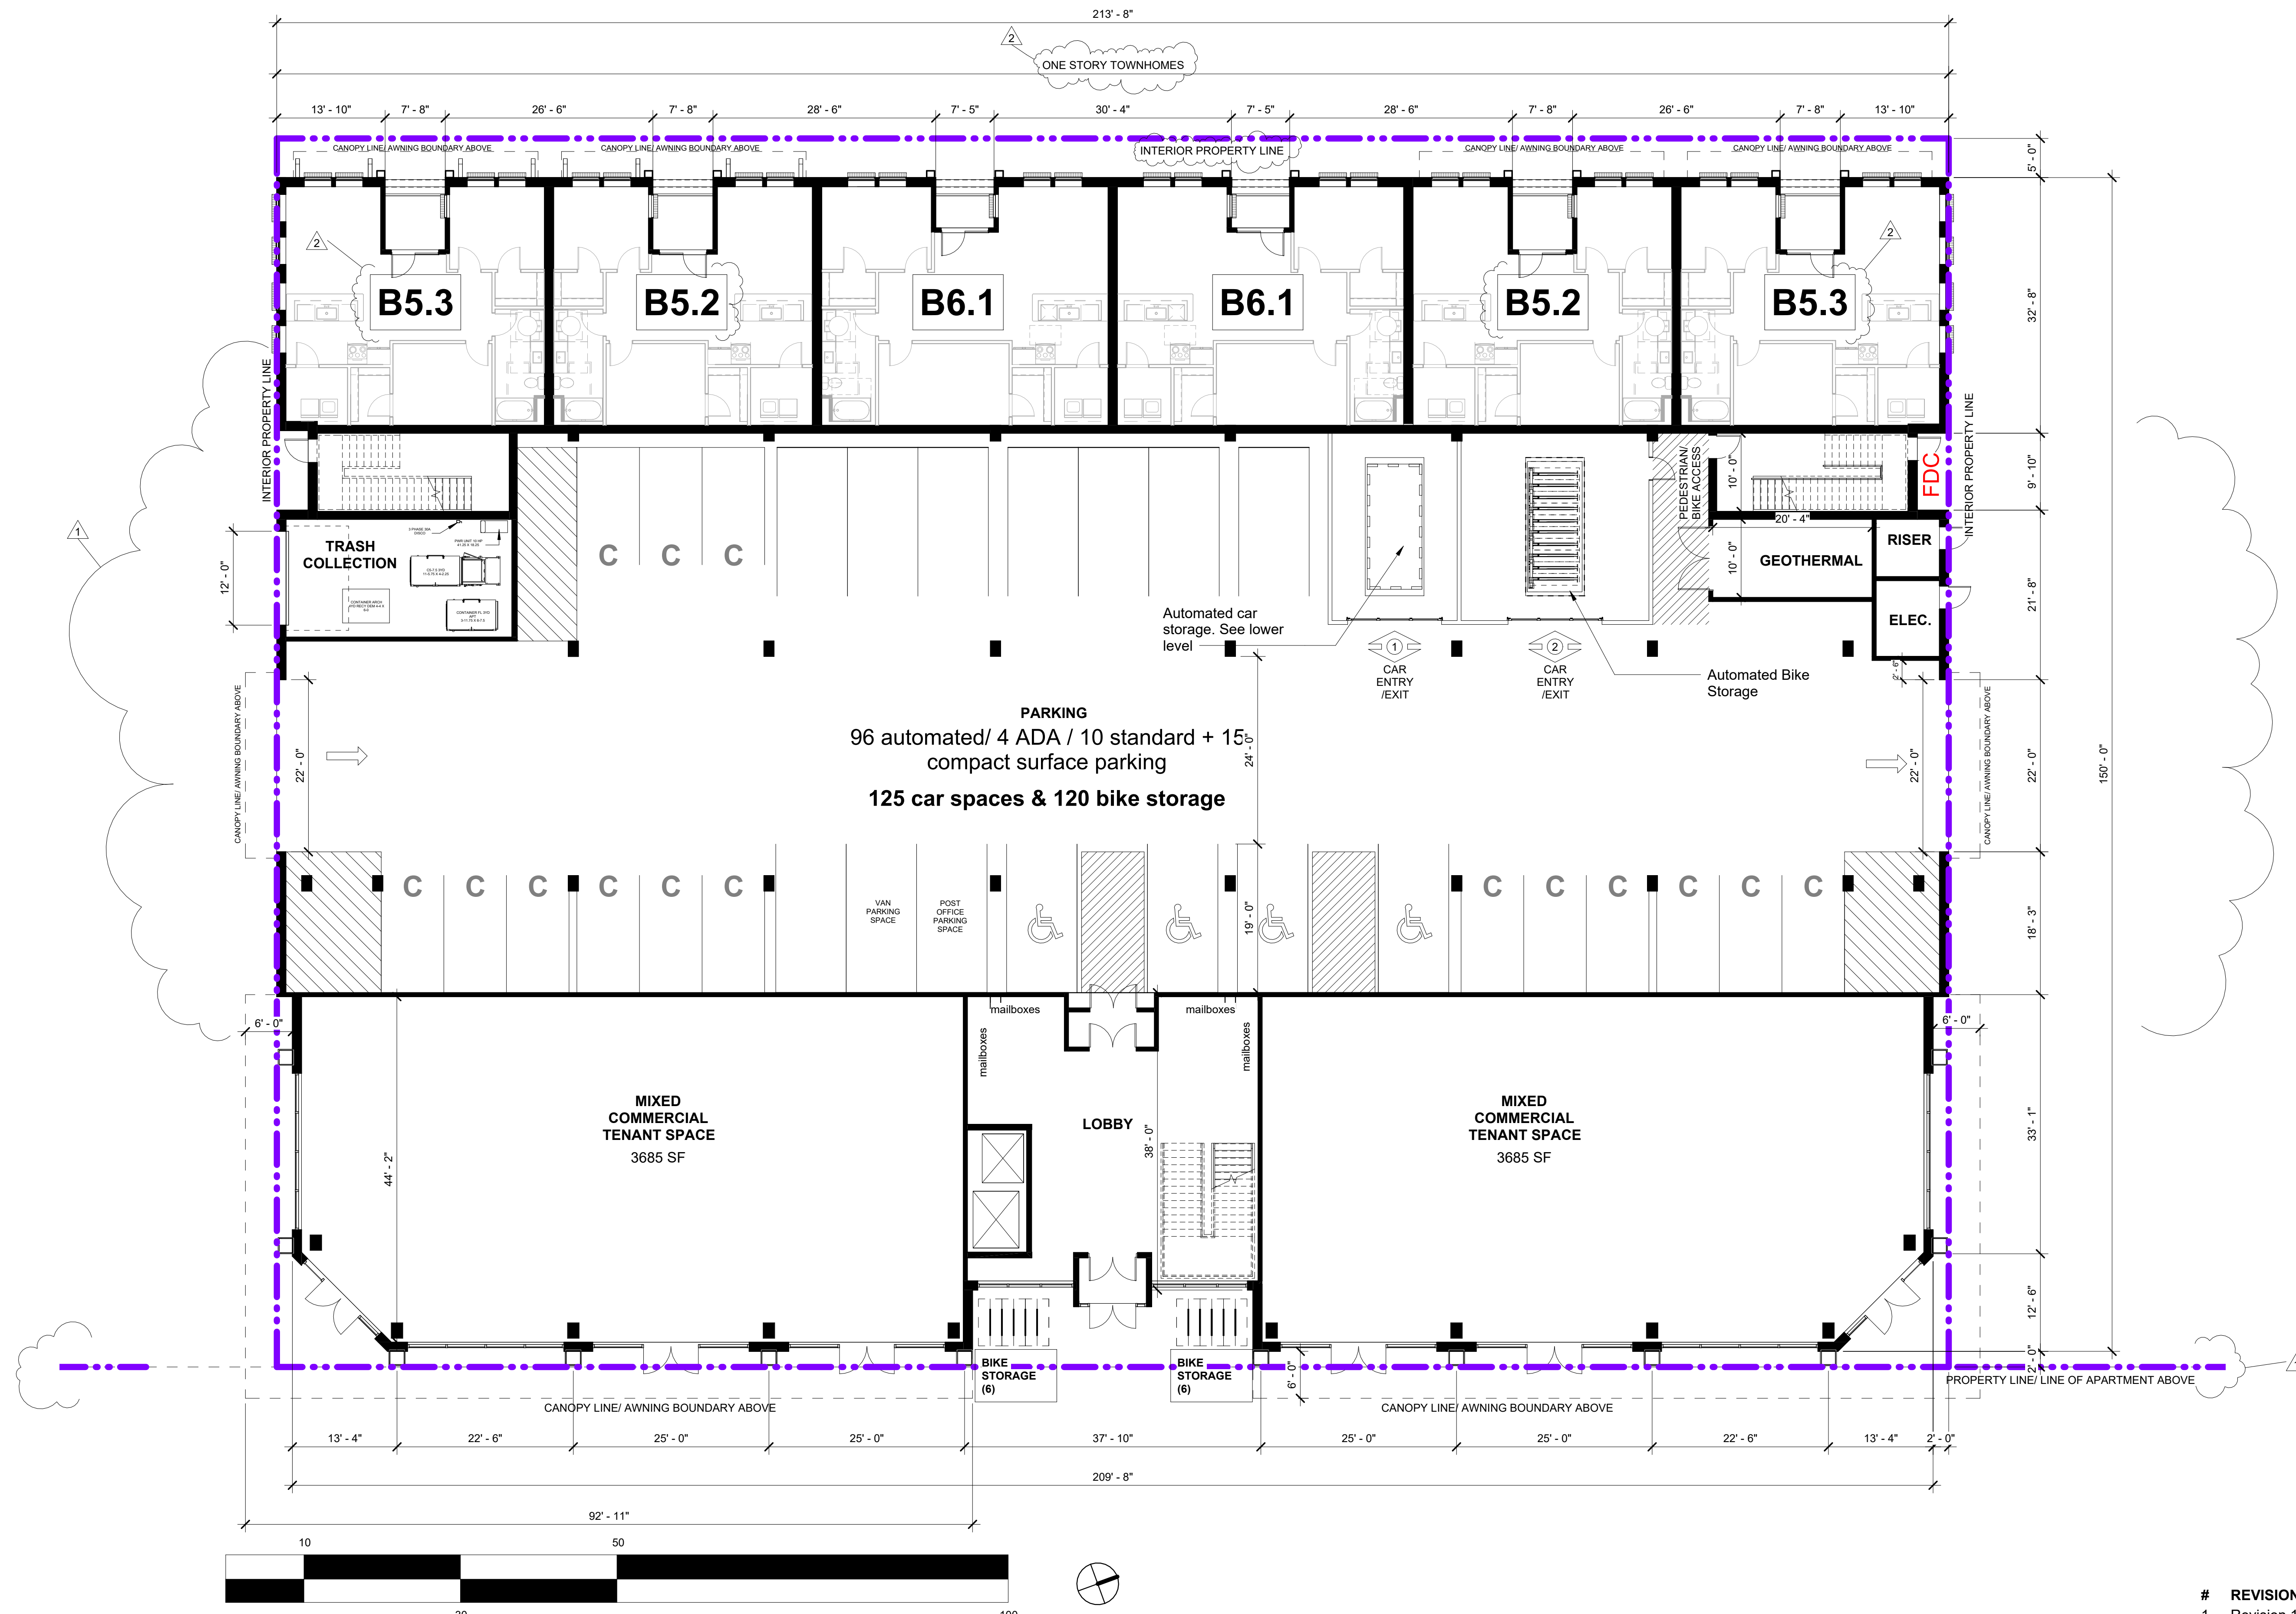 213' - 8"
2
ONE STORY TOWNHOMES
13' - 10"
7' - 8"
26' - 6"
7' - 8"
28' - 6"
7' - 5"
30' - 4"
7' - 5"
28' - 6"
7' - 8"
26' - 6"
7' - 8"
13' - 10"
CANOPY LINE/ AWNING BOUNDARY ABOVE
CANOPY LINE/ AWNING BOUNDARY ABOVE
INTERIOR PROPERTY LINE
CANOPY LINE/ AWNING BOUNDARY ABOVE
CANOPY LINE/ AWNING BOUNDARY ABOVE
5' - 0"
2
2
B5.3
B5.2
B6.1
B6.1
B5.2
B5.3
32' - 8"
INTERIOR PROPERTY LINE
INTERIOR PROPERTY LINE
PEDESTRIAN/
BIKE ACCESS
10' - 0"
FDC
9' - 10"
1
12' - 0"
TRASH
COLLECTION
3 PHASE 30A
DISCO
C
C
C
20' - 4"
10' - 0"
GEOTHERMAL
RISER
ELEC.
21' - 8"
Automated car
storage. See lower
level
1
CAR
ENTRY
/EXIT
2
CAR
ENTRY
/EXIT
Automated Bike
Storage
2' - 6"
CANOPY LINE/ AWNING BOUNDARY ABOVE
22' - 0"
PARKING
96 automated/ 4 ADA / 10 standard + 15
compact surface parking
125 car spaces & 120 bike storage
24' - 0"
22' - 0"
CANOPY LINE/ AWNING BOUNDARY ABOVE
22' - 0"
150' - 0"
C
C
C
C
C
C
VAN
PARKING
SPACE
POST
OFFICE
PARKING
SPACE
19' - 0"
C
C
C
C
C
C
18' - 3"
6' - 0"
mailboxes
mailboxes
mailboxes
mailboxes
6' - 0"
MIXED
COMMERCIAL
TENANT SPACE
3685 SF
44' - 2"
LOBBY
38' - 0"
MIXED
COMMERCIAL
TENANT SPACE
3685 SF
33' - 1"
12' - 6"
2' - 0"
BIKE
STORAGE
(6)
BIKE
STORAGE
(6)
6' - 0"
PROPERTY LINE/ LINE OF APARTMENT ABOVE
CANOPY LINE/ AWNING BOUNDARY ABOVE
CANOPY LINE/ AWNING BOUNDARY ABOVE
13' - 4"
22' - 6"
25' - 0"
25' - 0"
37' - 10"
25' - 0"
25' - 0"
22' - 6"
13' - 4"
2' - 0"
209' - 8"
92' - 11"
10
50
# REVISION